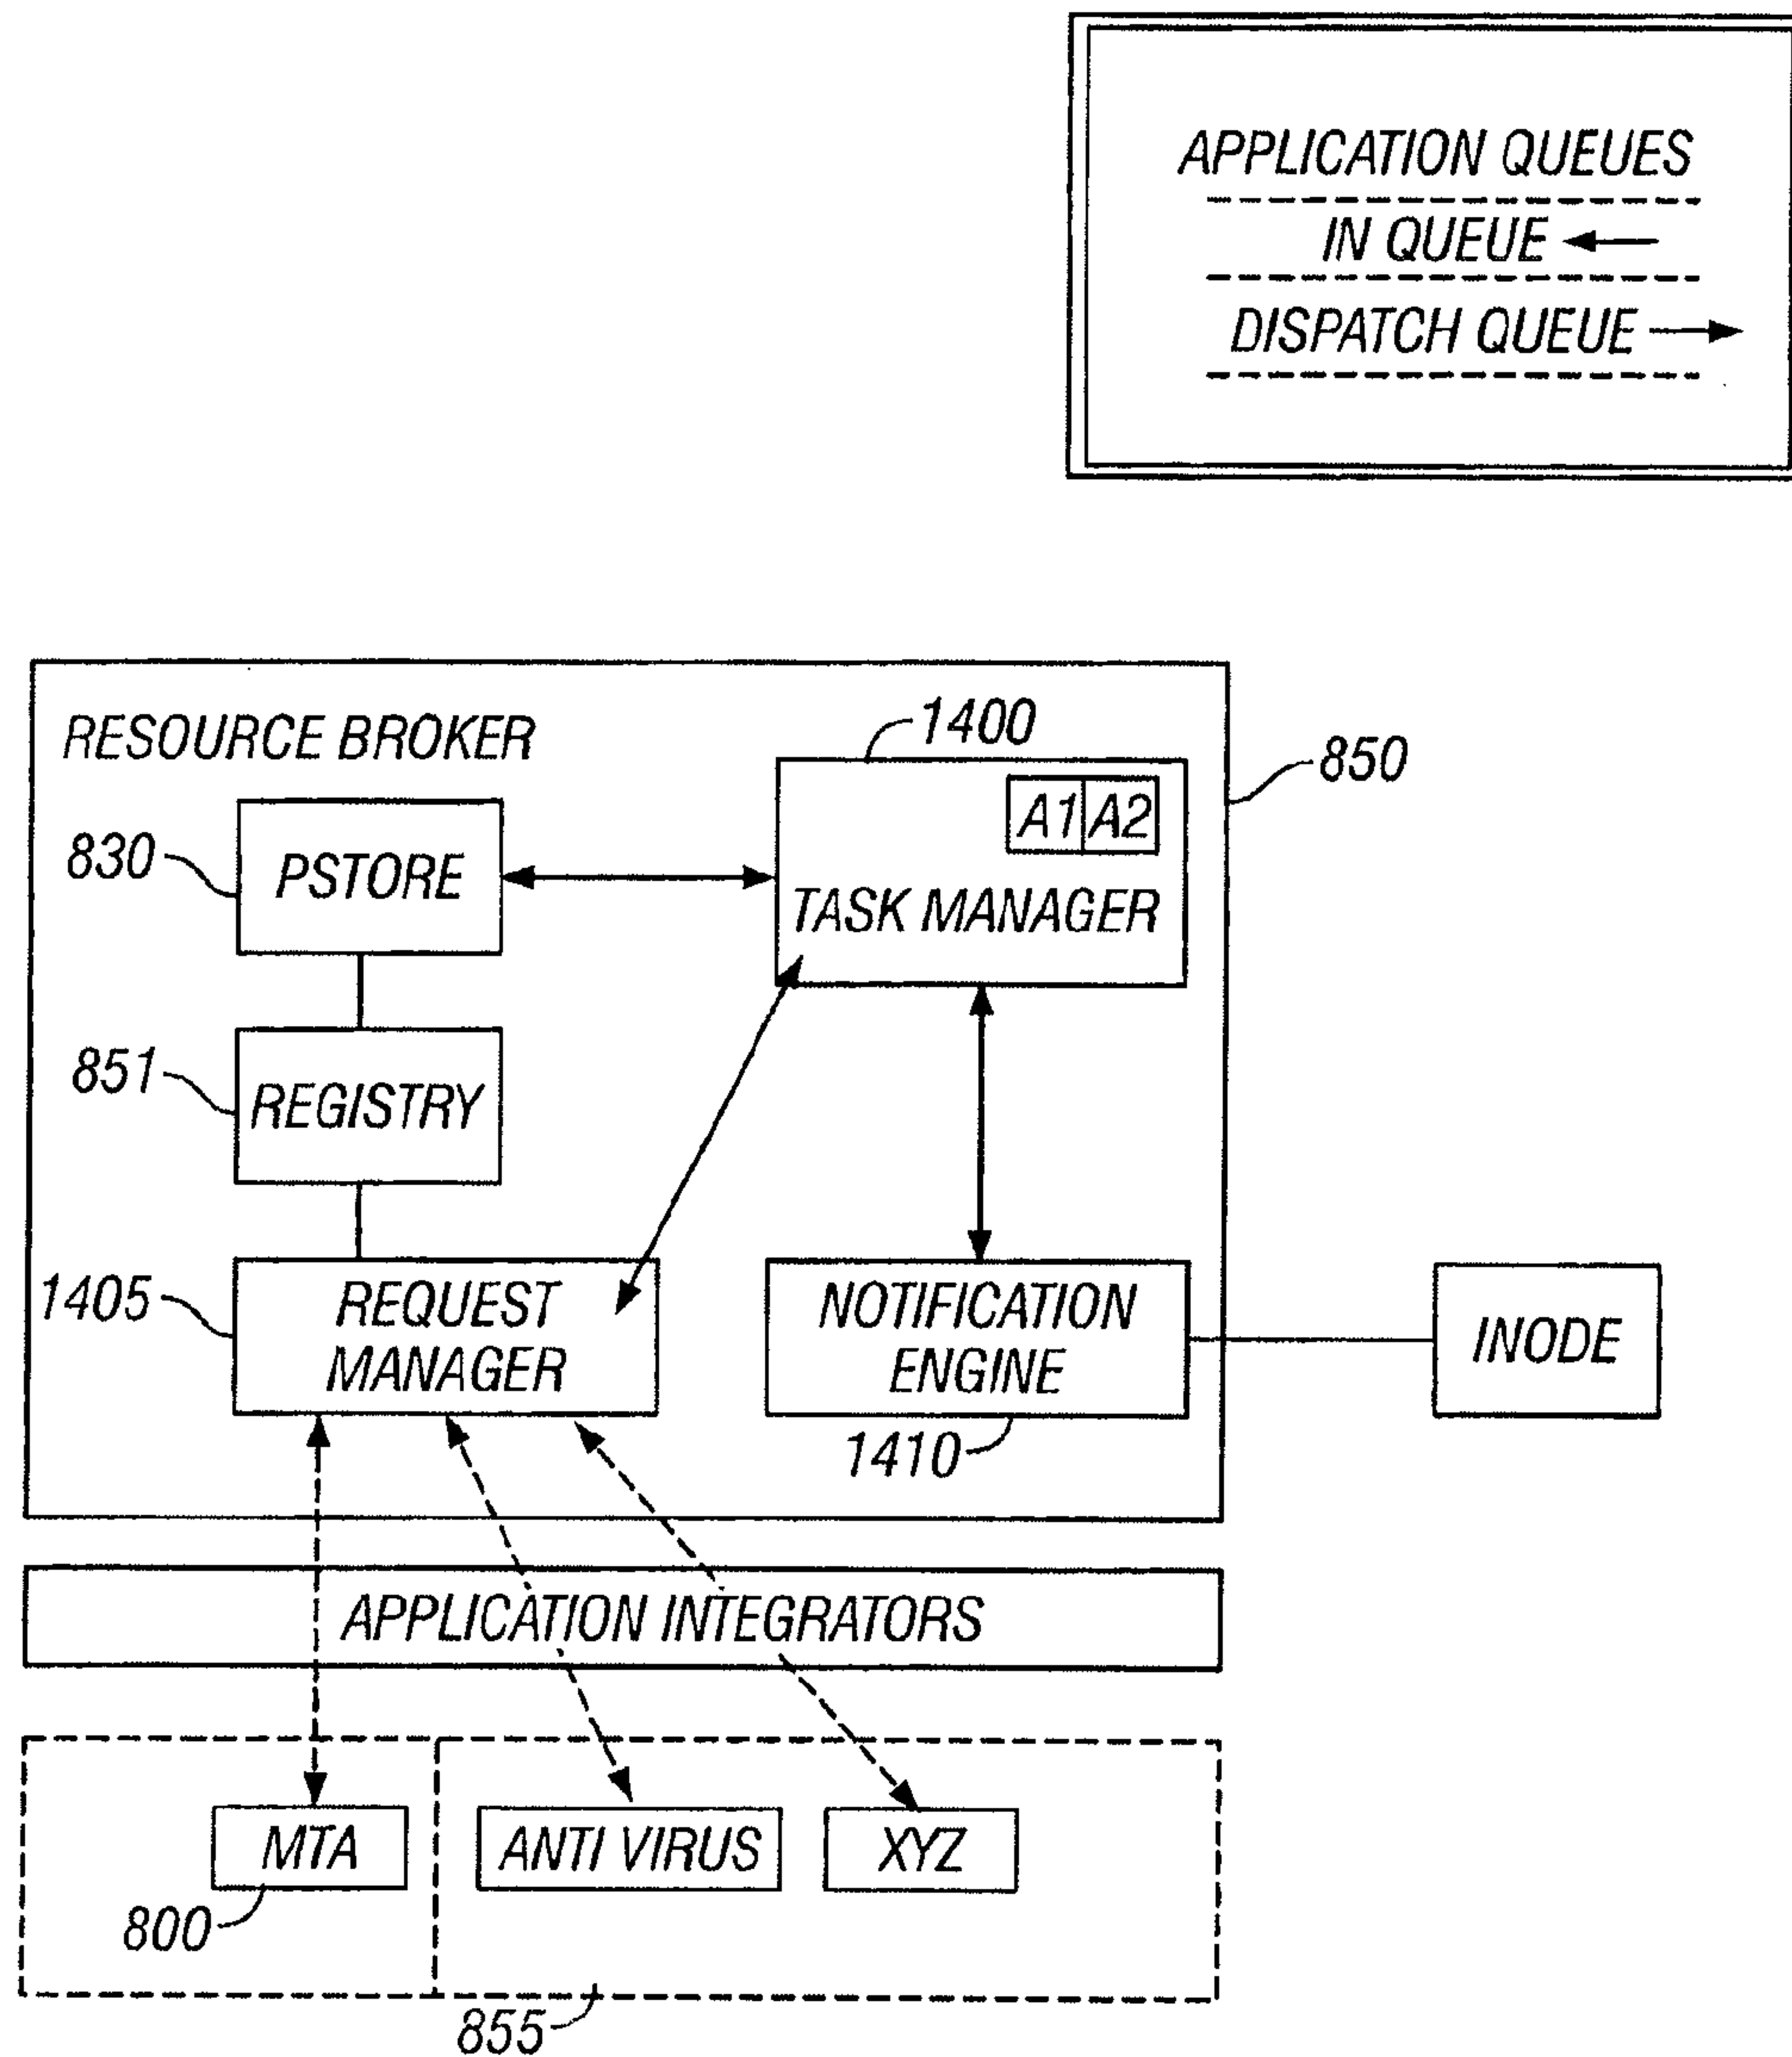 APPLICATION QUEUES
IN QUEUE
DISPATCH QUEUE
RESOURCE BROKER
1400
850
A1 A2
830
PSTORE
TASK MANAGER
851
REGISTRY
1405
REQUEST
MANAGER
NOTIFICATION
ENGINE
INODE
1410
APPLICATION INTEGRATORS
MTA
ANTI VIRUS
XYZ
800
855